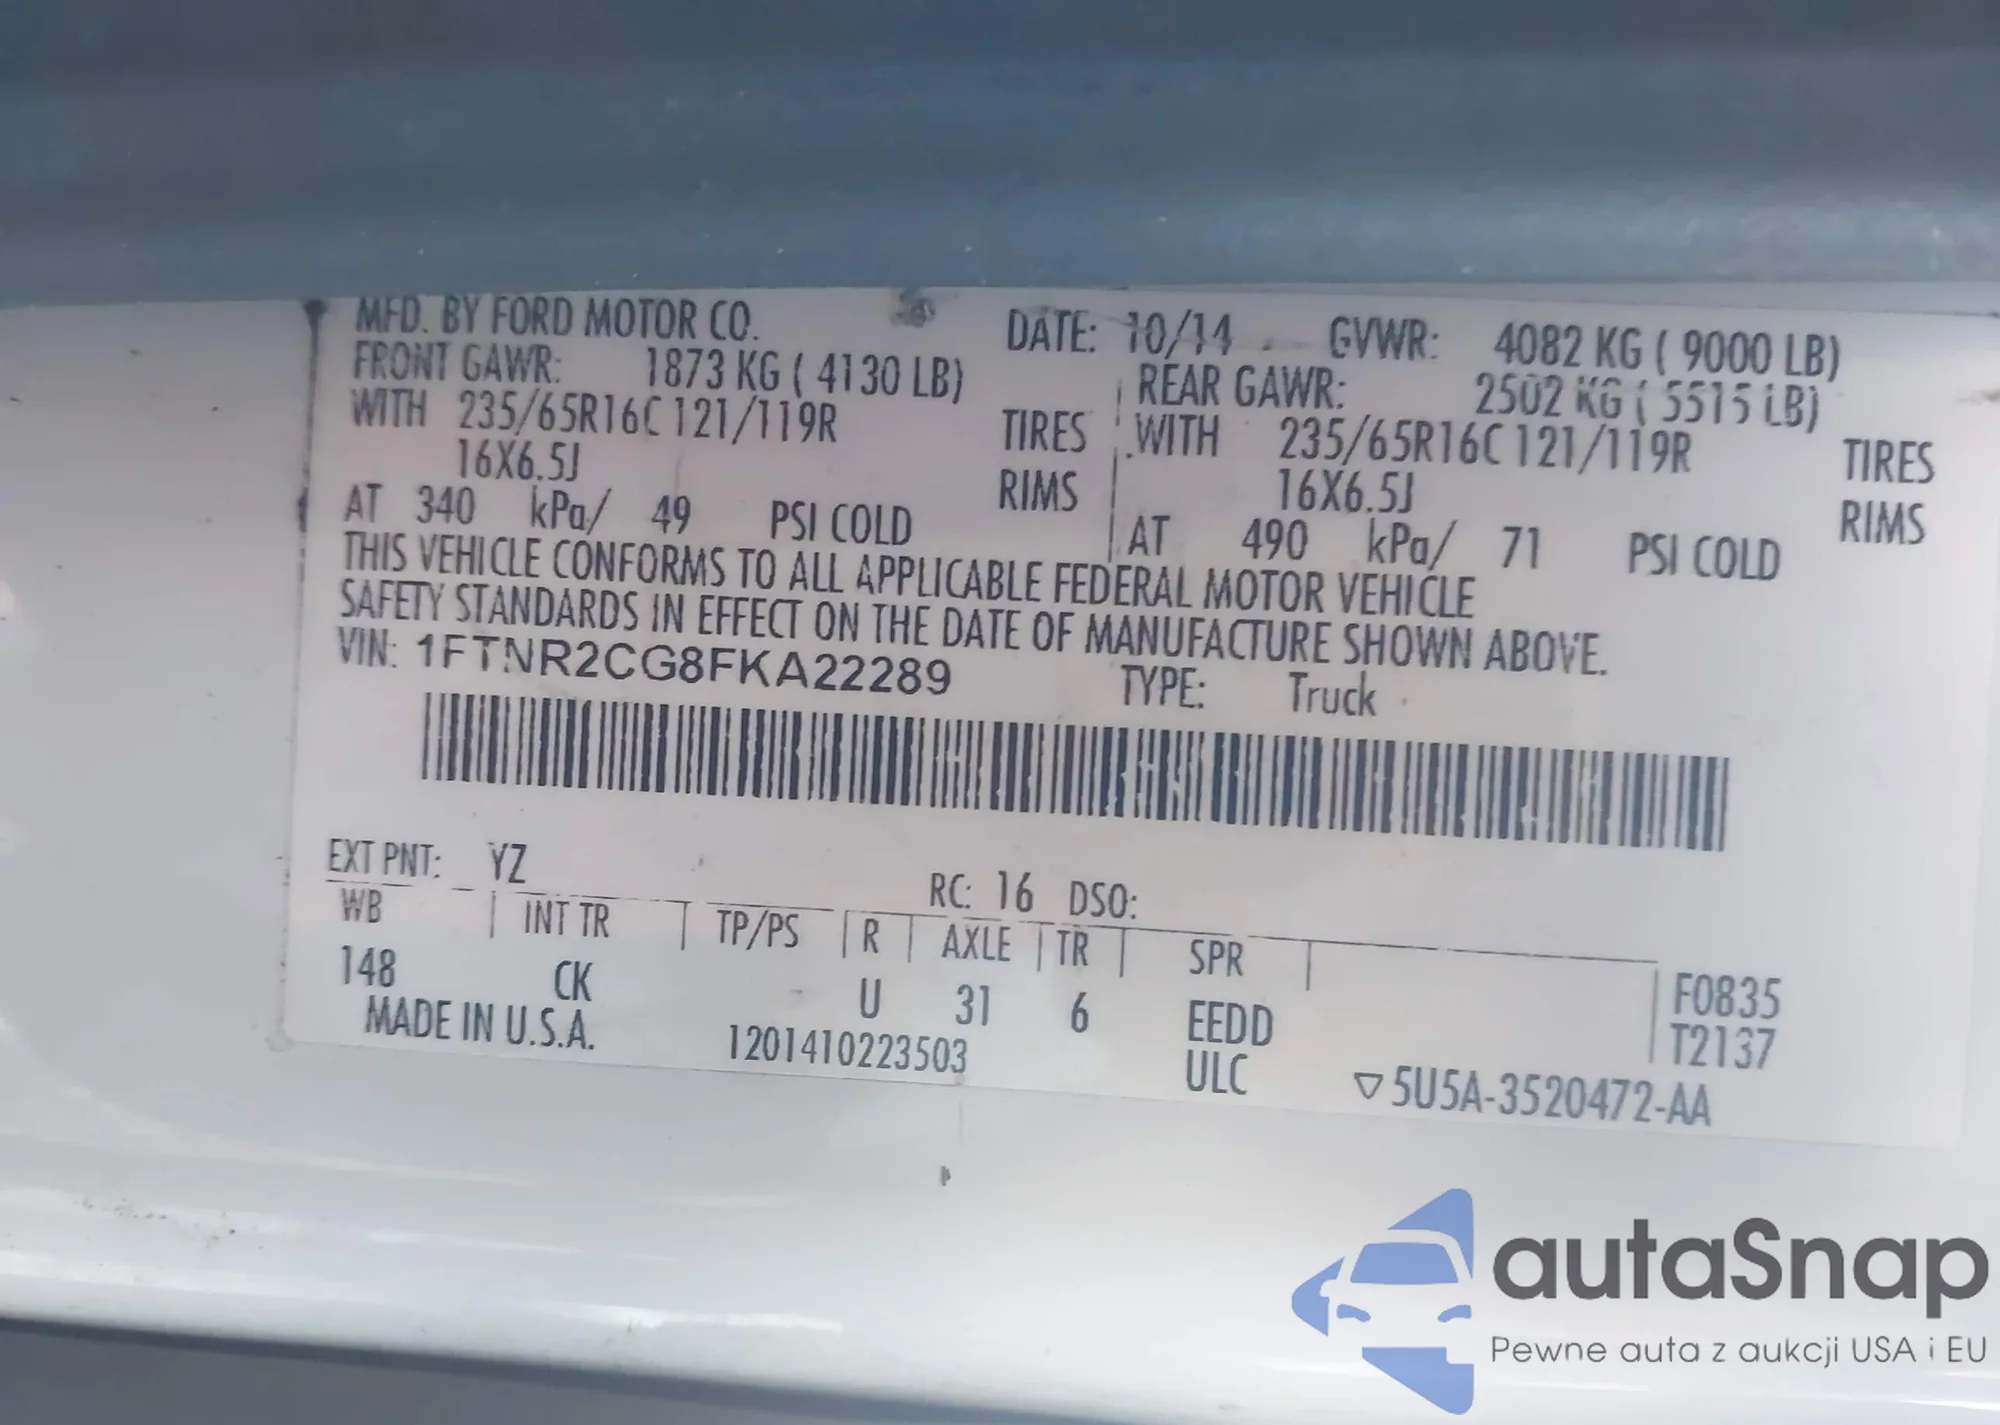 MFD. BY FORD MOTOR CO. DATE: 10/14 GVWR: 4082 KG ( 9000 LB)
FRONT GAWR: 1873 KG ( 4130 LB) REAR GAWR: 2502 KG ( 5515 LB)
WITH 235/65R16C 121/119R TIRES WITH 235/65R16C 121/119R TIRES
16X6.5J RIMS 16X6.5J RIMS
AT 340 kPa/ 49 PSI COLD AT 490 kPa/ 71 PSI COLD
THIS VEHICLE CONFORMS TO ALL APPLICABLE FEDERAL MOTOR VEHICLE
SAFETY STANDARDS IN EFFECT ON THE DATE OF MANUFACTURE SHOWN ABOVE.
VIN: 1FTNR2CG8FKA22289 TYPE: Truck
EXT PNT: YZ RC: 16 DSO:
WB INT TR TP/PS R AXLE TR SPR
148 CK U 31 6 EEDD F0835
MADE IN U.S.A. 1201410223503 ULC T2137
▽5U5A-3520472-AA
autaSnap
Pewne auta z aukcji USA i EU